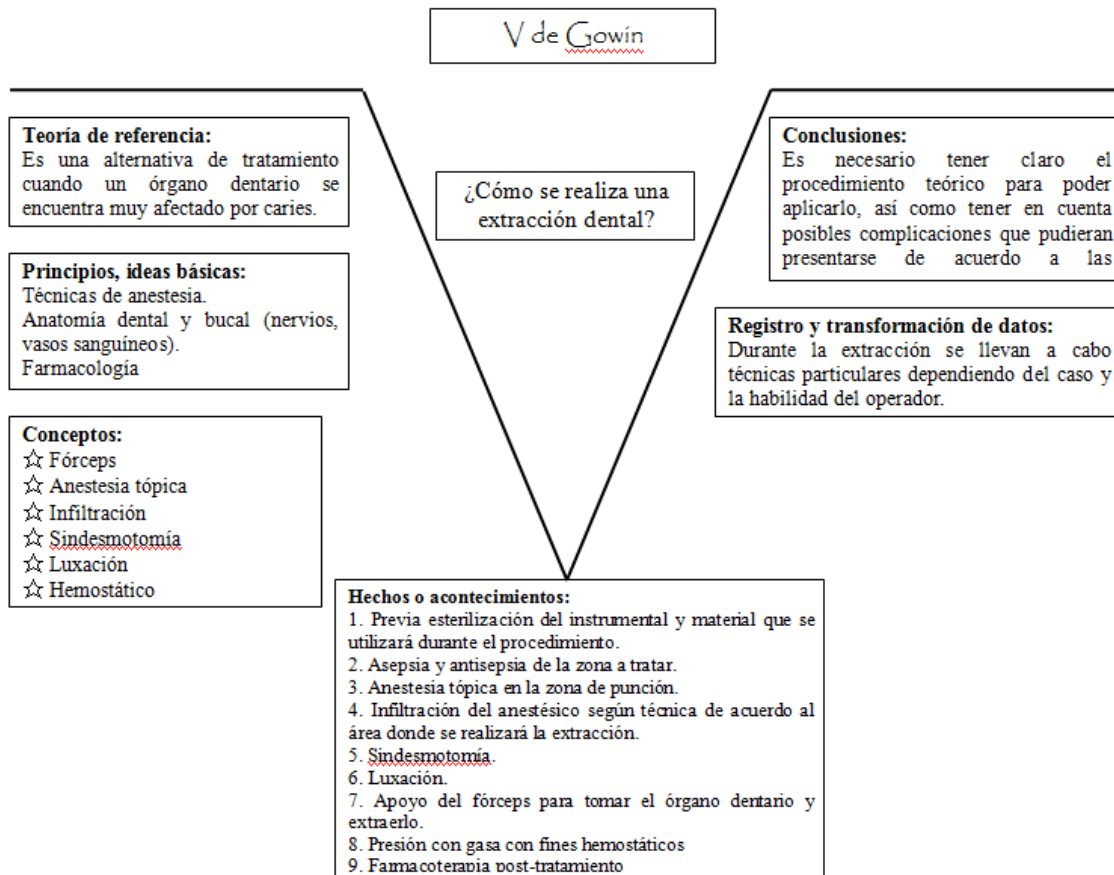 V de Gowin
Teoría de referencia:
Es una alternativa de tratamiento
cuando un órgano dentario se
encuentra muy afectado por caries.
Principios, ideas básicas:
Técnicas de anestesia.
Anatomía dental y bucal (nervios,
vasos sanguíneos).
Farmacología
Conceptos:
☆ Fórceps
☆ Anestesia tópica
☆ Infiltración
☆ Sindesmotomía
☆ Luxación
☆ Hemostático
¿Cómo se realiza una
extracción dental?
Conclusiones:
Es necesario tener claro el
procedimiento teórico para poder
aplicarlo, así como tener en cuenta
posibles complicaciones que pudieran
presentarse de acuerdo a las
Registro y transformación de datos:
Durante la extracción se llevan a cabo
técnicas particulares dependiendo del caso y
la habilidad del operador.
Hechos o acontecimientos:
1. Previa esterilización del instrumental y material que se
utilizará durante el procedimiento.
2. Asepsia y antisepsia de la zona a tratar.
3. Anestesia tópica en la zona de punción.
4. Infiltración del anestésico según técnica de acuerdo al
área donde se realizará la extracción.
5. Sindesmotomía.
6. Luxación.
7. Apoyo del fórceps para tomar el órgano dentario y
extraerlo.
8. Presión con gasa con fines hemostáticos
9. Farmacoterapia post-tratamiento